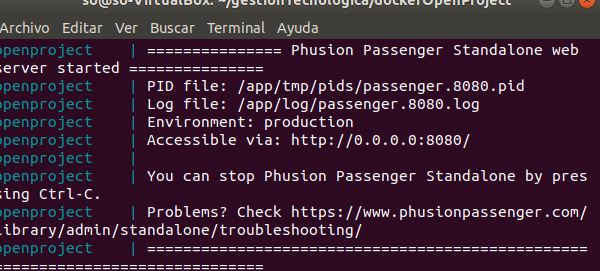 so@so-VirtualBox: ~/gestionTecnologica/dockerOpenProject
Archivo Editar Ver Buscar Terminal Ayuda
openproject | =============== Phusion Passenger Standalone web
server started ===============
openproject | PID file: /app/tmp/pids/passenger.8080.pid
openproject | Log file: /app/log/passenger.8080.log
openproject | Environment: production
openproject | Accessible via: http://0.0.0.0:8080/
openproject |
openproject | You can stop Phusion Passenger Standalone by pres
sing Ctrl-C.
openproject | Problems? Check https://www.phusionpassenger.com/
library/admin/standalone/troubleshooting/
openproject | =================================================
==============================